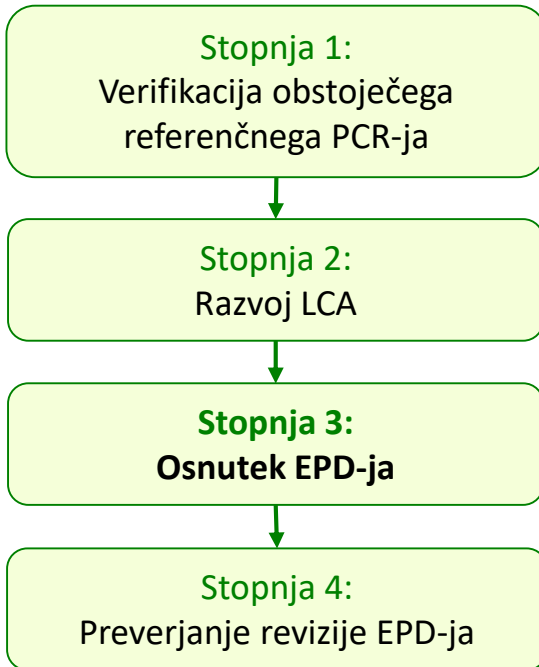 Stopnja 1:
Verifikacija obstoječega
referenčnega PCR-ja
Stopnja 2:
Razvoj LCA
Stopnja 3:
Osnutek EPD-ja
Stopnja 4:
Preverjanje revizije EPD-ja